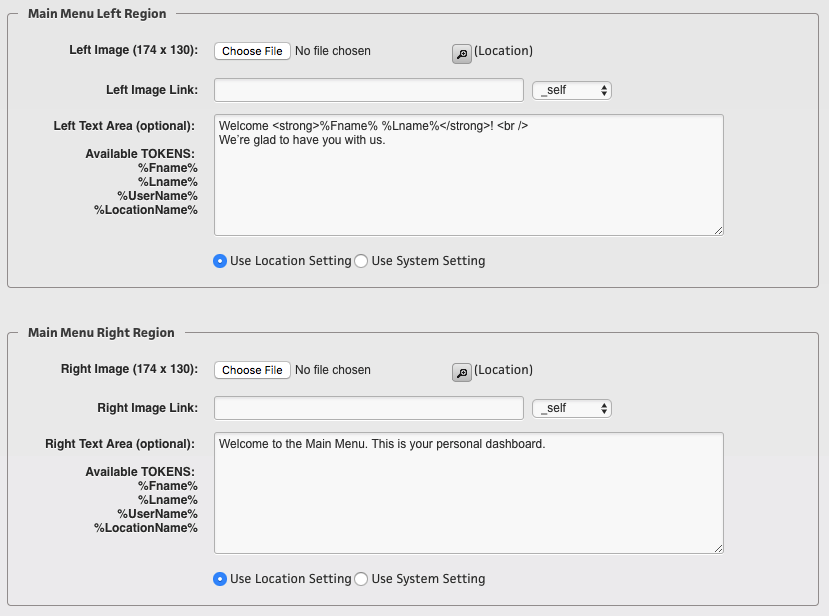 Main Menu Left Region
Left Image (174 x 130): Choose File No file chosen (Location)
Left Image Link: _self
Left Text Area (optional): Welcome <strong>%Fname% %Lname%</strong>! <br />
We're glad to have you with us.
Available TOKENS:
%Fname%
%Lname%
%UserName%
%LocationName%
Use Location Setting Use System Setting
Main Menu Right Region
Right Image (174 x 130): Choose File No file chosen (Location)
Right Image Link: _self
Right Text Area (optional): Welcome to the Main Menu. This is your personal dashboard.
Available TOKENS:
%Fname%
%Lname%
%UserName%
%LocationName%
Use Location Setting Use System Setting